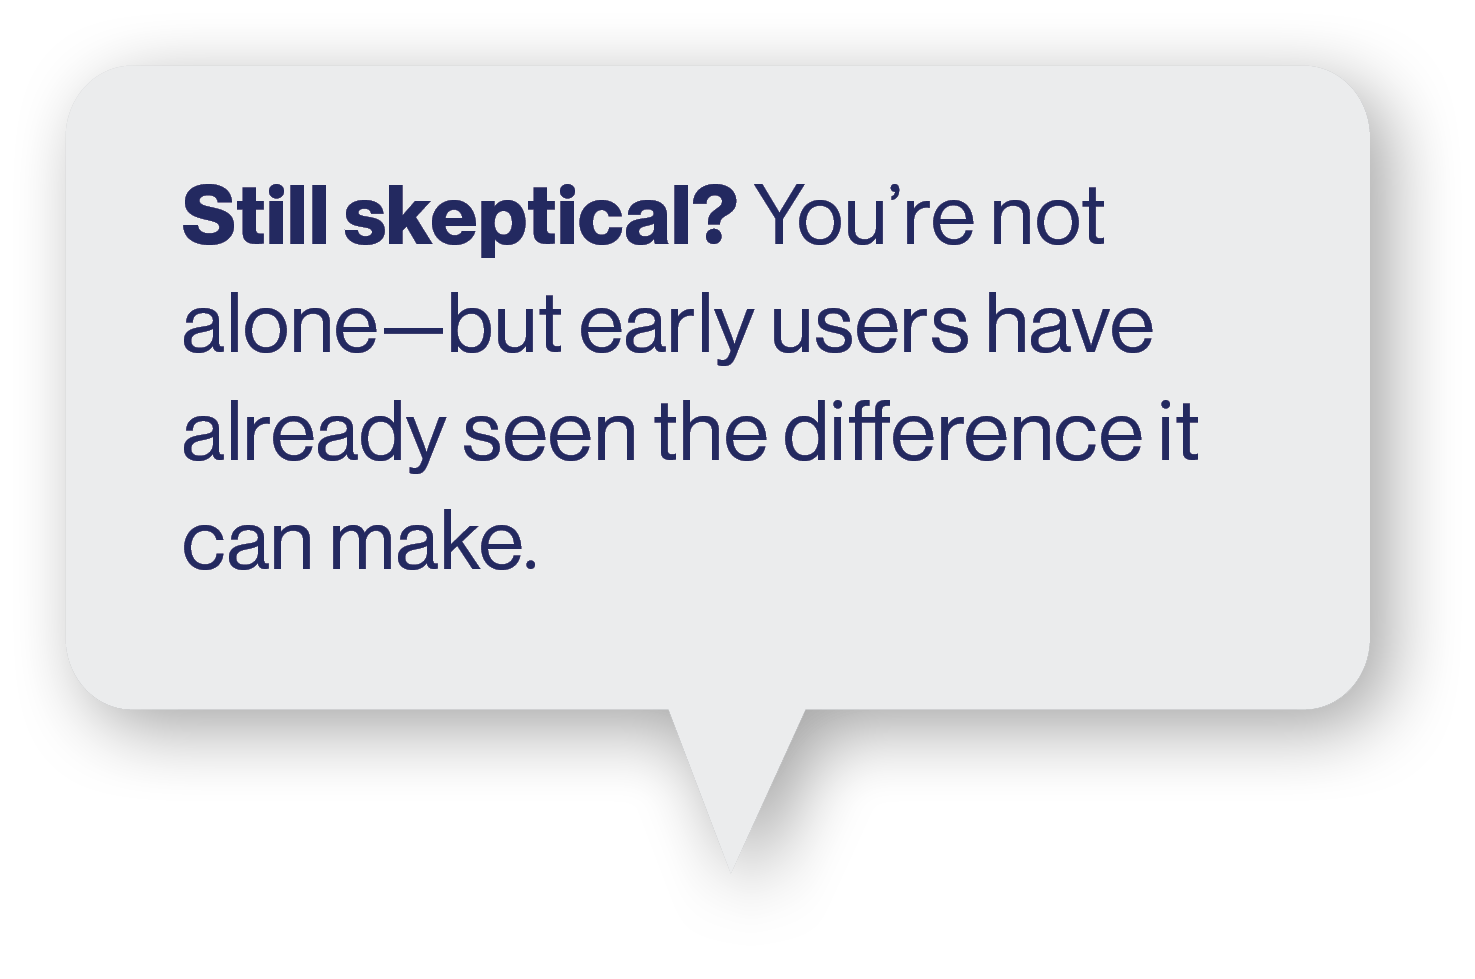 Still skeptical? You’re not
alone—but early users have
already seen the difference it
can make.